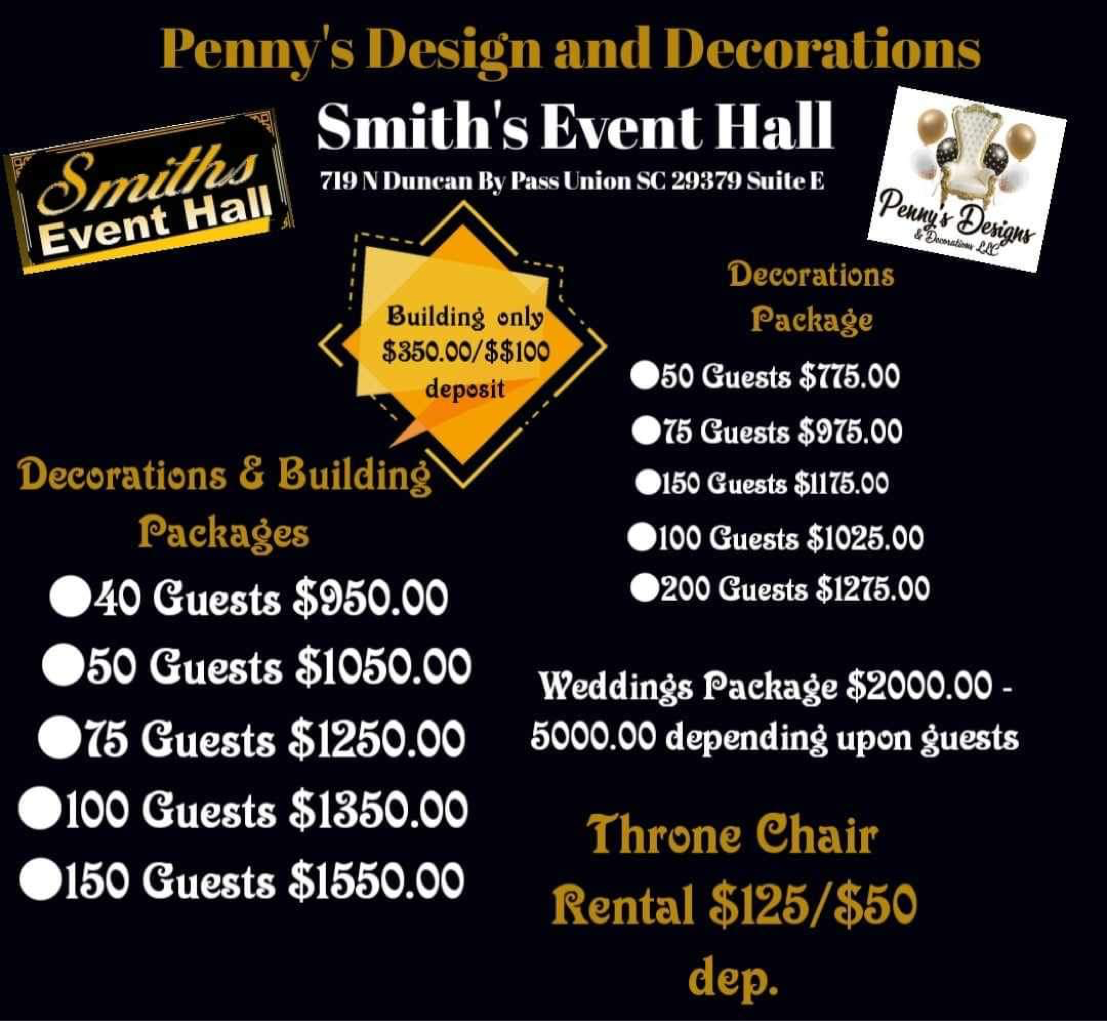 Penny's Design and Decorations
Smith's Event Hall
719 N Duncan By Pass Union SC 29379 Suite E
Smiths
Event Hall
Penny's Designs
& Decorations LLC
Building only
$350.00/$$100
deposit
Decorations
Package
50 Guests $775.00
75 Guests $975.00
150 Guests $1175.00
100 Guests $1025.00
200 Guests $1275.00
Decorations & Building
Packages
40 Guests $950.00
50 Guests $1050.00
75 Guests $1250.00
100 Guests $1350.00
150 Guests $1550.00
Weddings Package $2000.00 -
5000.00 depending upon guests
Throne Chair
Rental $125/$50
dep.